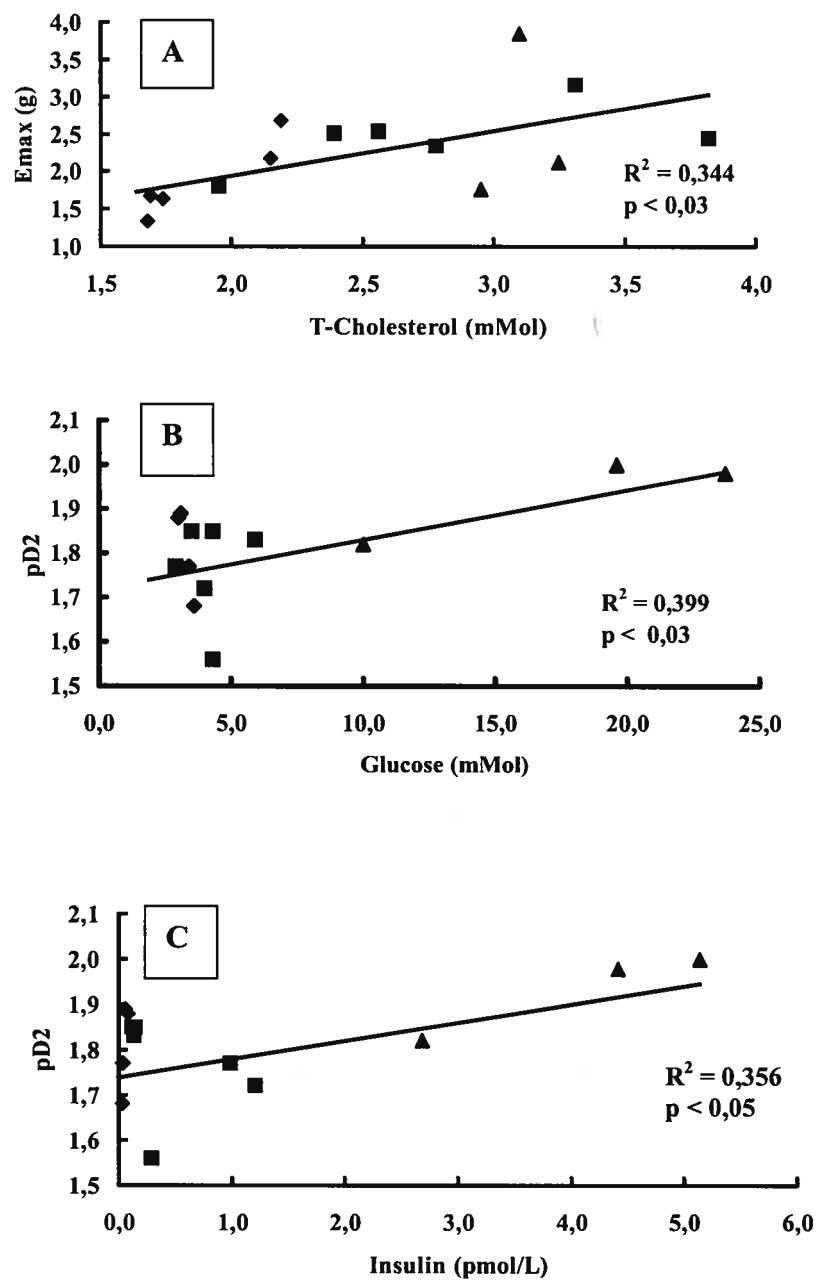 A
Emax (g)
4,0
3,5
3,0
2,5
2,0
1,5
1,0
R² = 0,344
p < 0,03
1,5 2,0 2,5 3,0 3,5 4,0
T-Cholesterol (mMol)
B
pD2
2,1
2,0
1,9
1,8
1,7
1,6
1,5
R² = 0,399
p < 0,03
0,0 5,0 10,0 15,0 20,0 25,0
Glucose (mMol)
C
pD2
2,1
2,0
1,9
1,8
1,7
1,6
1,5
R² = 0,356
p < 0,05
0,0 1,0 2,0 3,0 4,0 5,0 6,0
Insulin (pmol/L)